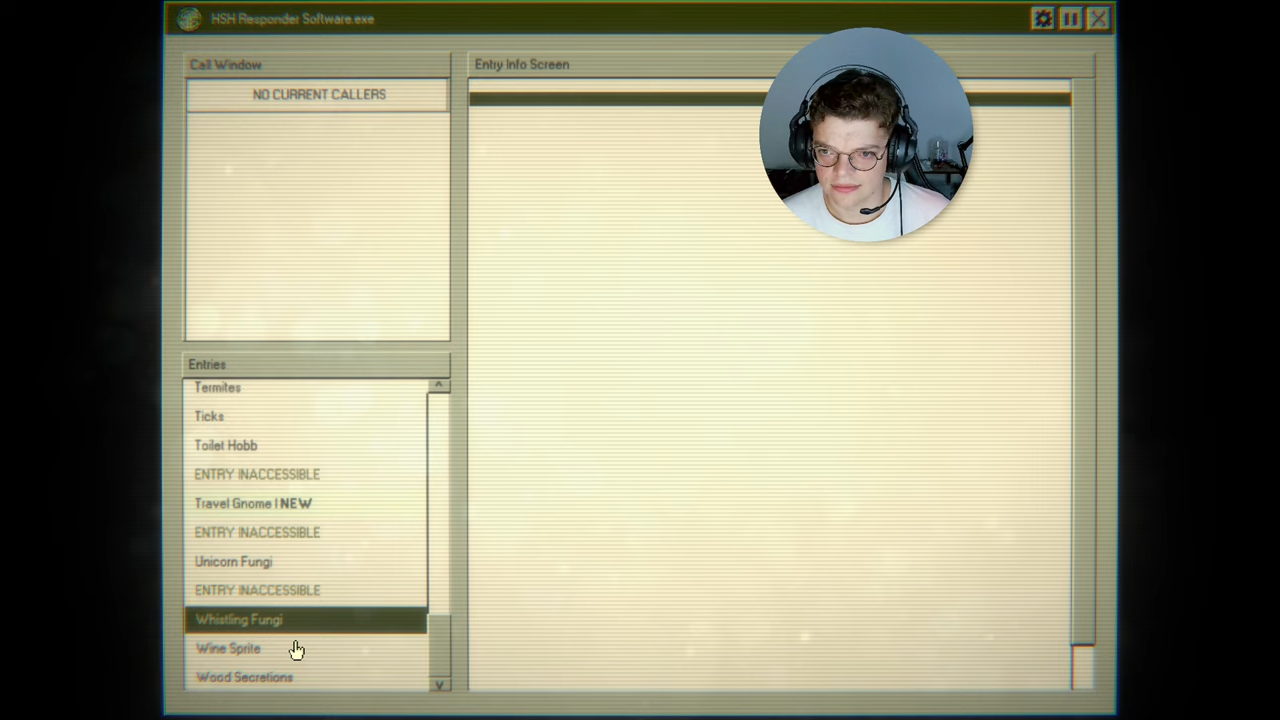 HSH Responder Software.exe
Call Window
NO CURRENT CALLERS
Entry Info Screen
Entries
Termites
Ticks
Toilet Hobb
ENTRY INACCESSIBLE
Travel Gnome | NEW
ENTRY INACCESSIBLE
Unicorn Fungi
ENTRY INACCESSIBLE
Whistling Fungi
Wine Sprite
Wood Secretions